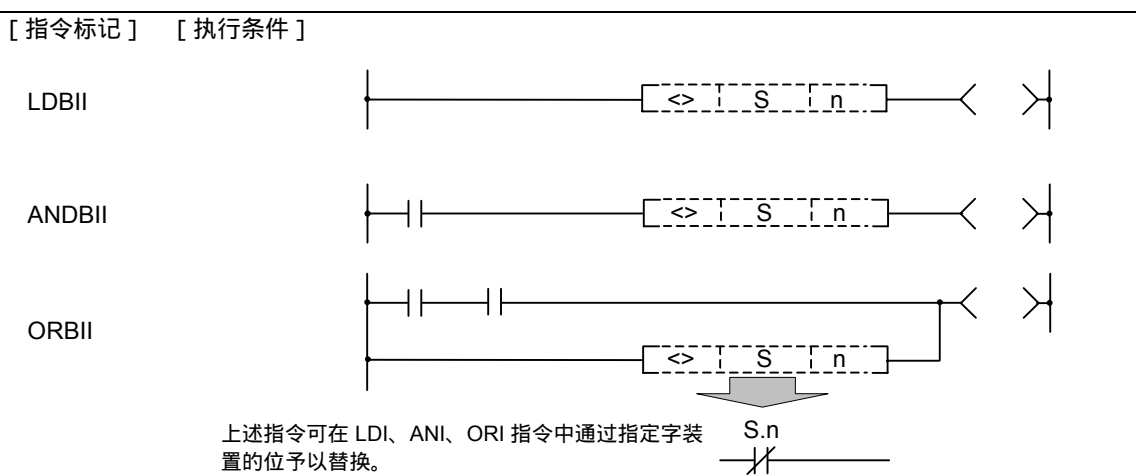 [ 指令标记 ] [ 执行条件 ]
LDBII <> S n
ANDBII <> S n
ORBII
<> S n
上述指令可在 LDI、ANI、ORI 指令中通过指定字装 S.n
置的位予以替换。